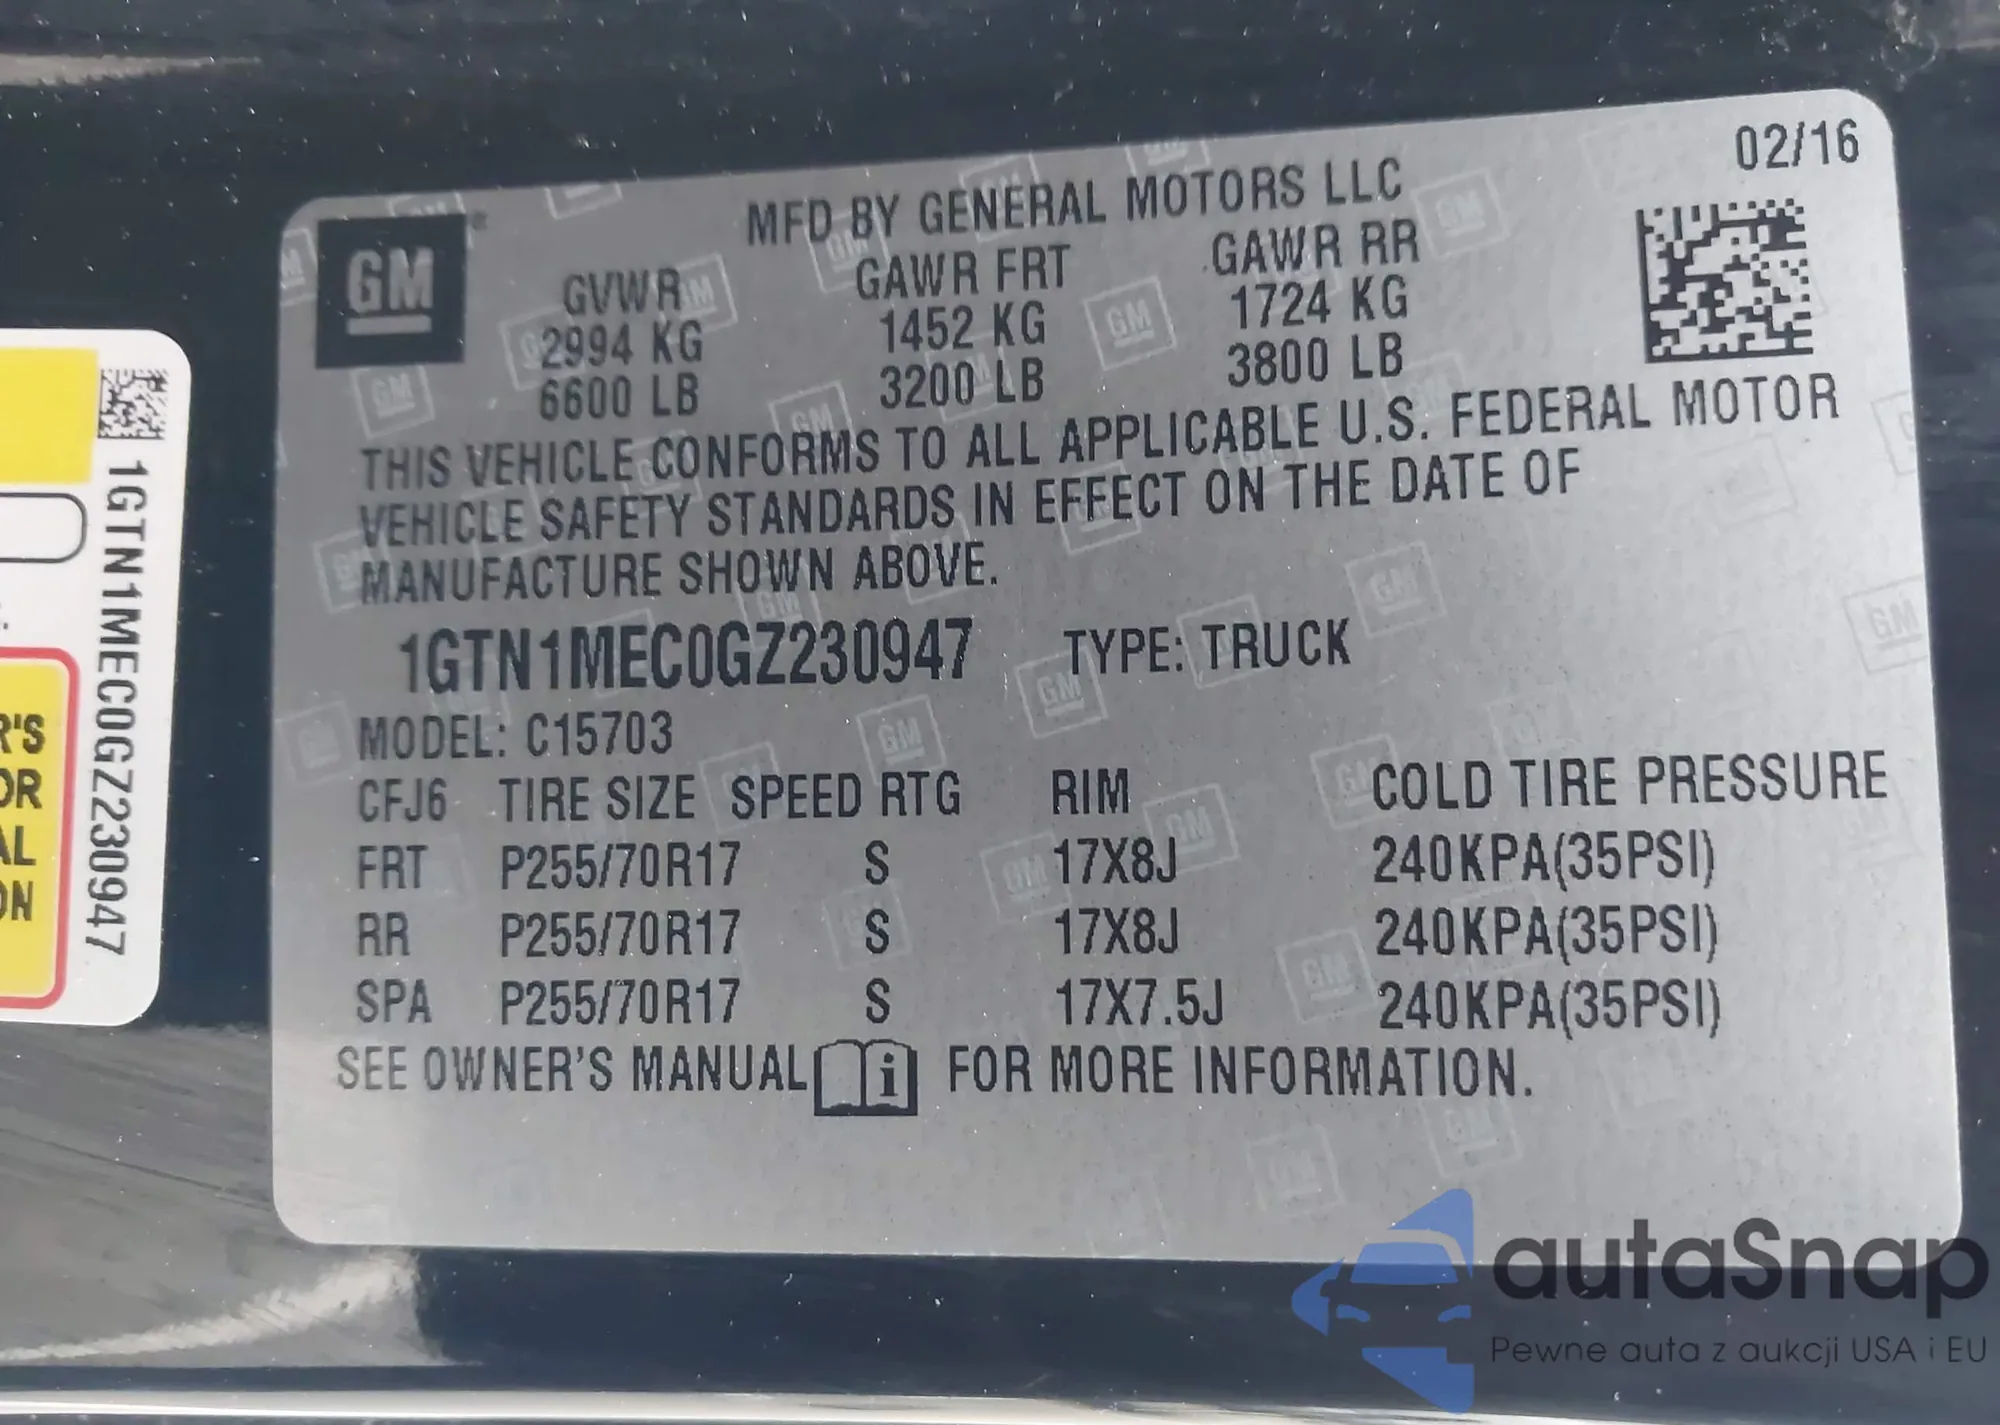 02/16
MFD BY GENERAL MOTORS LLC
GM
GVWR GAWR FRT GAWR RR
2994 KG 1452 KG 1724 KG
6600 LB 3200 LB 3800 LB
THIS VEHICLE CONFORMS TO ALL APPLICABLE U.S. FEDERAL MOTOR
VEHICLE SAFETY STANDARDS IN EFFECT ON THE DATE OF
MANUFACTURE SHOWN ABOVE.
1GTN1MEC0GZ230947 TYPE: TRUCK
MODEL: C15703
CFJ6 TIRE SIZE SPEED RTG RIM COLD TIRE PRESSURE
FRT P255/70R17 S 17X8J 240KPA(35PSI)
RR P255/70R17 S 17X8J 240KPA(35PSI)
SPA P255/70R17 S 17X7.5J 240KPA(35PSI)
SEE OWNER'S MANUAL i FOR MORE INFORMATION.
1GTN1MEC0GZ230947
R'S
OR
AL
ON
autaSnap
Pewne auta z aukcji USA i EU